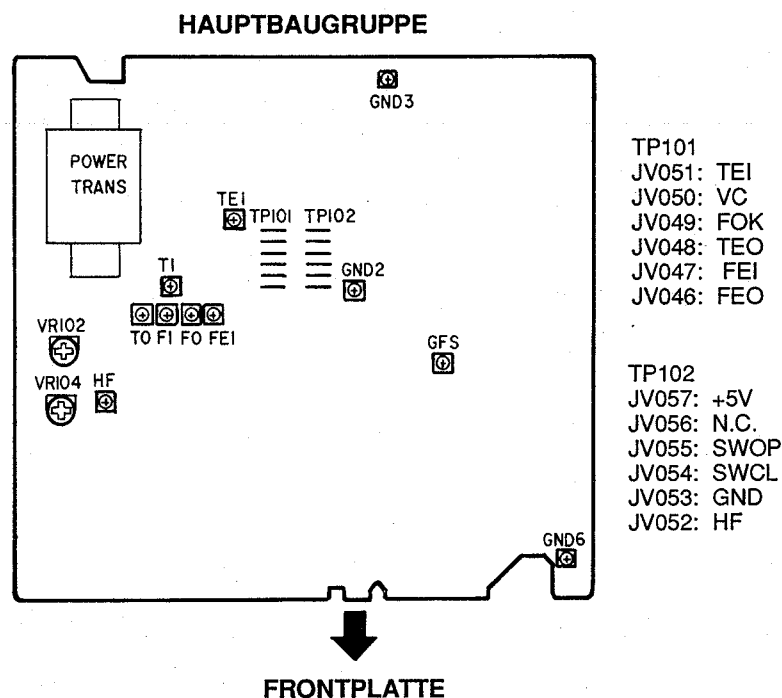 HAUPTBAUGRUPPE
GND3
POWER
TRANS
TEI
TP101 TP102
TI
GND2
TO FI FO FEI
VR102
GFS
VR104 HF
GND6
FRONTPLATTE
TP101
JV051: TEI
JV050: VC
JV049: FOK
JV048: TEO
JV047: FEI
JV046: FEO
TP102
JV057: +5V
JV056: N.C.
JV055: SWOP
JV054: SWCL
JV053: GND
JV052: HF